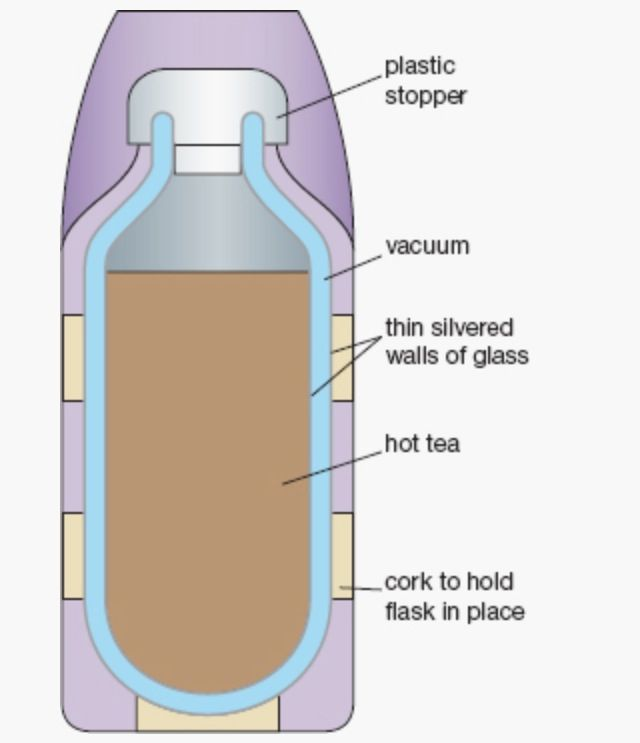 plastic
stopper
vacuum
thin silvered
walls of glass
hot tea
cork to hold
flask in place